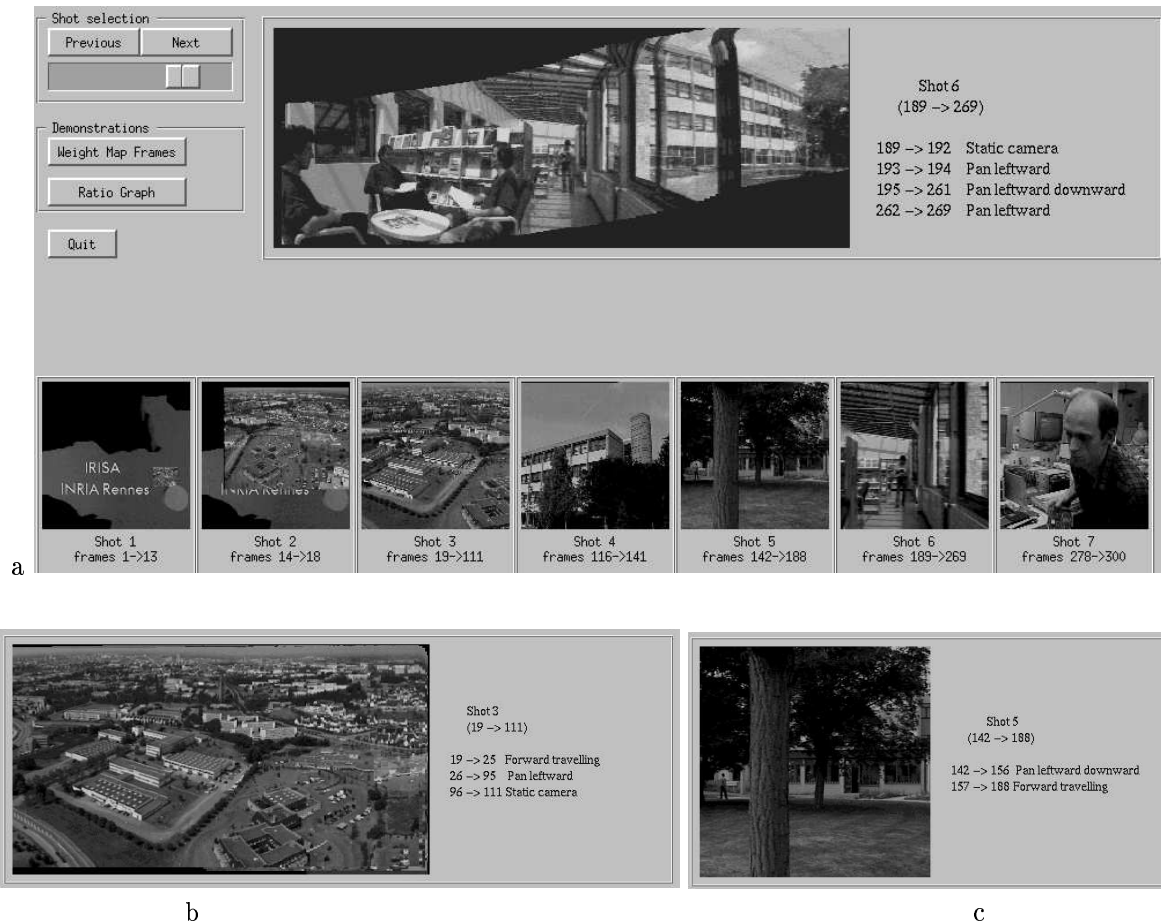 Shot selection
Previous Next
Demonstrations
Weight Map Frames
Ratio Graph
Quit
Shot 6
(189 -> 269)
189 -> 192 Static camera
193 -> 194 Pan leftward
195 -> 261 Pan leftward downward
262 -> 269 Pan leftward
IRISA
INRIA Rennes
INRIA Rennes
Shot 1
frames 1->13
Shot 2
frames 14->18
Shot 3
frames 19->111
Shot 4
frames 116->141
Shot 5
frames 142->188
Shot 6
frames 189->269
Shot 7
frames 278->300
a
Shot 3
(19 -> 111)
19 -> 25 Forward travelling
26 -> 95 Pan leftward
96 -> 111 Static camera
Shot 5
(142 -> 188)
142 -> 156 Pan leftward downward
157 -> 188 Forward travelling
b
c